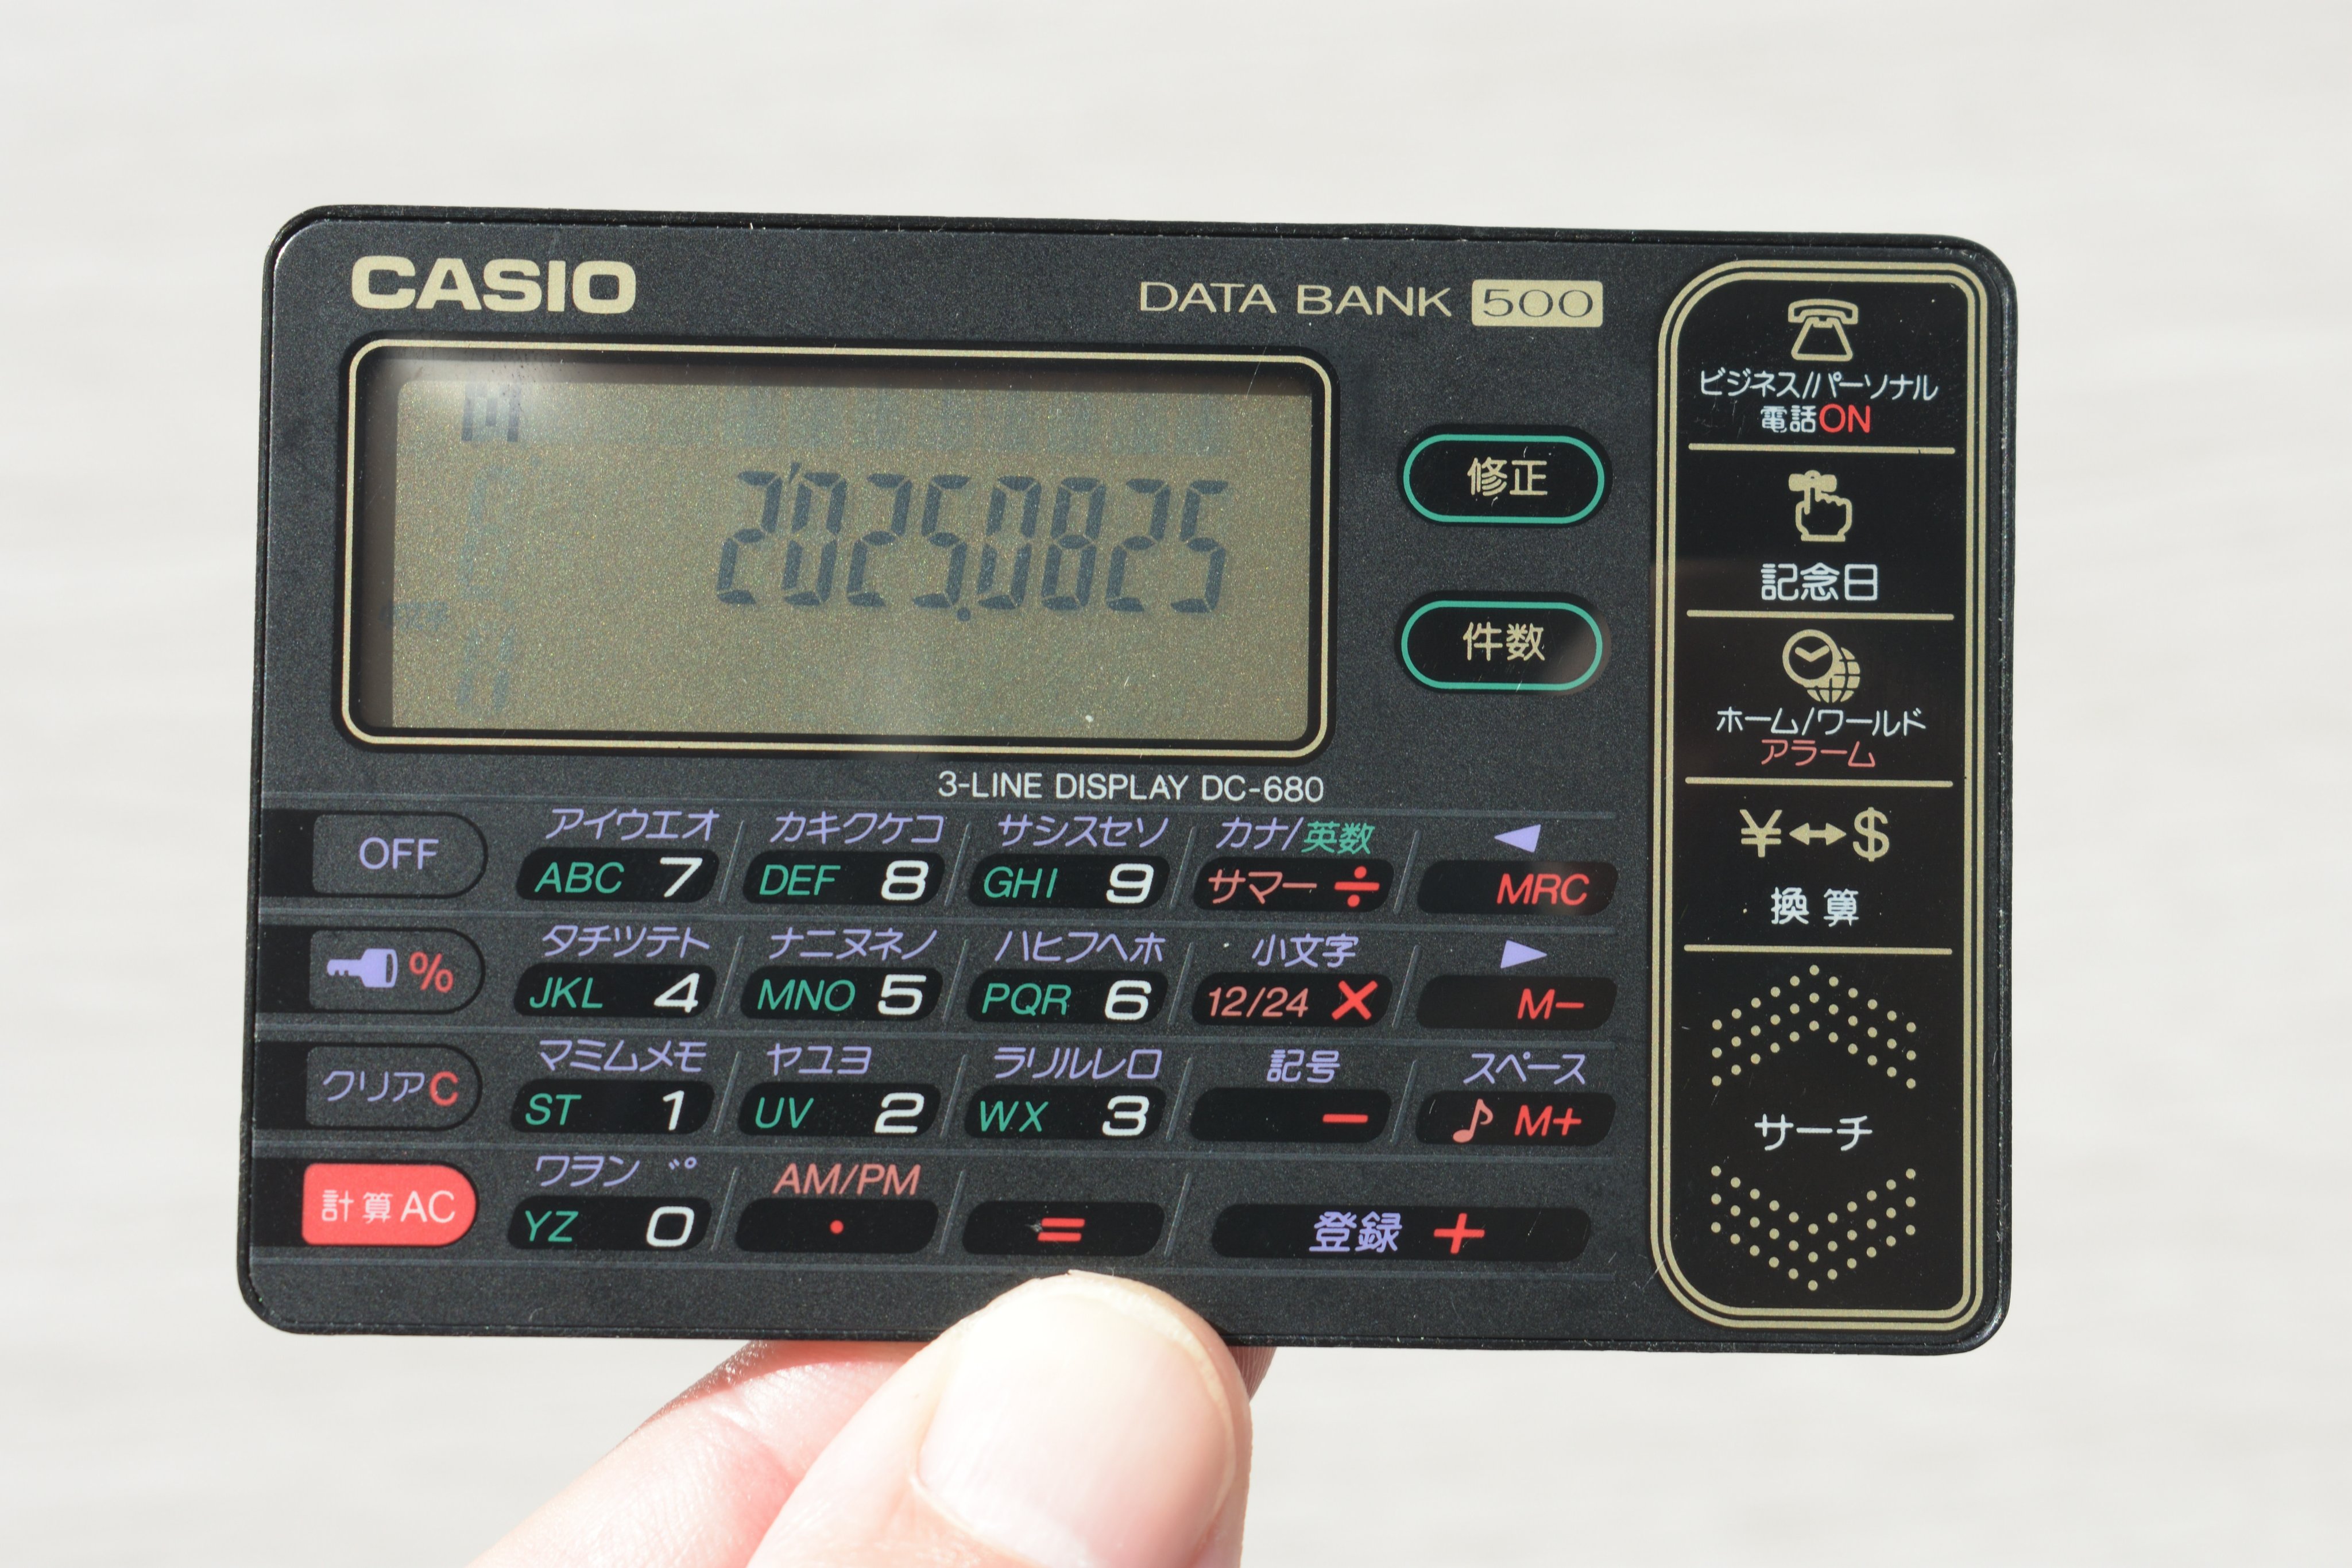 CASIO
DATA BANK 500
M
2'025.0825
修正
件数
3-LINE DISPLAY DC-680
ビジネス//パーソナル
電話ON
記念日
ホーム/ワールド
アラーム
¥↔$
換算
サーチ
アイウエオ カキクケコ サシスセソ カナ/英数 ◀
OFF ABC 7 DEF 8 GHI 9 サマー ÷ MRC
タチツテト ナニヌネノ ハヒフヘホ 小文字 ▶
% JKL 4 MNO 5 PQR 6 12/24 × M−
マミムメモ ヤユヨ ラリルレロ 記号 スペース
クリアC ST 1 UV 2 WX 3 − ♪ M+
ワヲン ゛゜ AM/PM
計算AC YZ 0 · = 登録 +